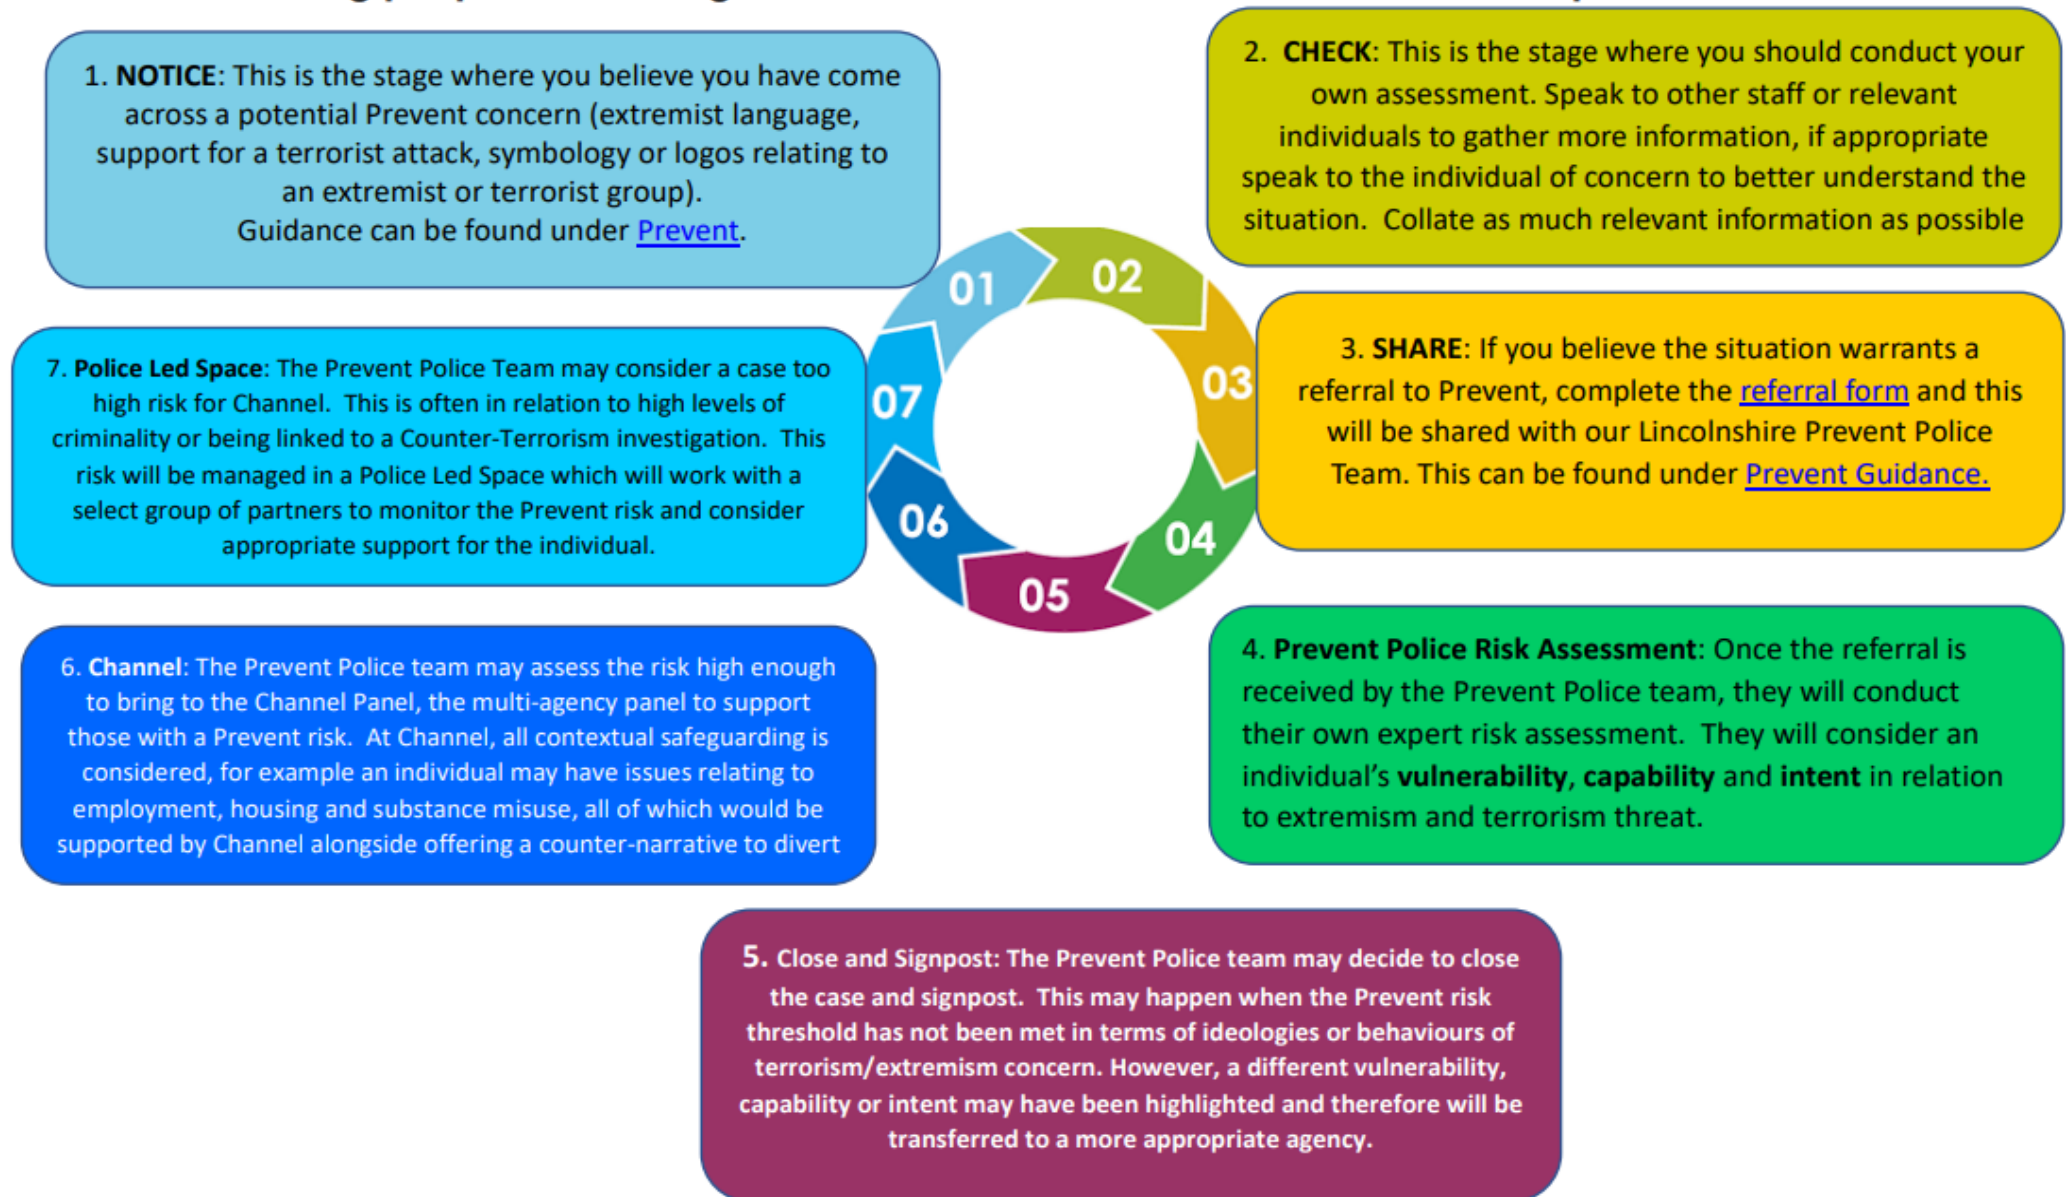 1. NOTICE: This is the stage where you believe you have come
across a potential Prevent concern (extremist language,
support for a terrorist attack, symbology or logos relating to
an extremist or terrorist group).
Guidance can be found under Prevent.
2. CHECK: This is the stage where you should conduct your
own assessment. Speak to other staff or relevant
individuals to gather more information, if appropriate
speak to the individual of concern to better understand the
situation. Collate as much relevant information as possible
3. SHARE: If you believe the situation warrants a
referral to Prevent, complete the referral form and this
will be shared with our Lincolnshire Prevent Police
Team. This can be found under Prevent Guidance.
4. Prevent Police Risk Assessment: Once the referral is
received by the Prevent Police team, they will conduct
their own expert risk assessment. They will consider an
individual's vulnerability, capability and intent in relation
to extremism and terrorism threat.
5. Close and Signpost: The Prevent Police team may decide to close
the case and signpost. This may happen when the Prevent risk
threshold has not been met in terms of ideologies or behaviours of
terrorism/extremism concern. However, a different vulnerability,
capability or intent may have been highlighted and therefore will be
transferred to a more appropriate agency.
6. Channel: The Prevent Police team may assess the risk high enough
to bring to the Channel Panel, the multi-agency panel to support
those with a Prevent risk. At Channel, all contextual safeguarding is
considered, for example an individual may have issues relating to
employment, housing and substance misuse, all of which would be
supported by Channel alongside offering a counter-narrative to divert
7. Police Led Space: The Prevent Police Team may consider a case too
high risk for Channel. This is often in relation to high levels of
criminality or being linked to a Counter-Terrorism investigation. This
risk will be managed in a Police Led Space which will work with a
select group of partners to monitor the Prevent risk and consider
appropriate support for the individual.
01
02
03
04
05
06
07